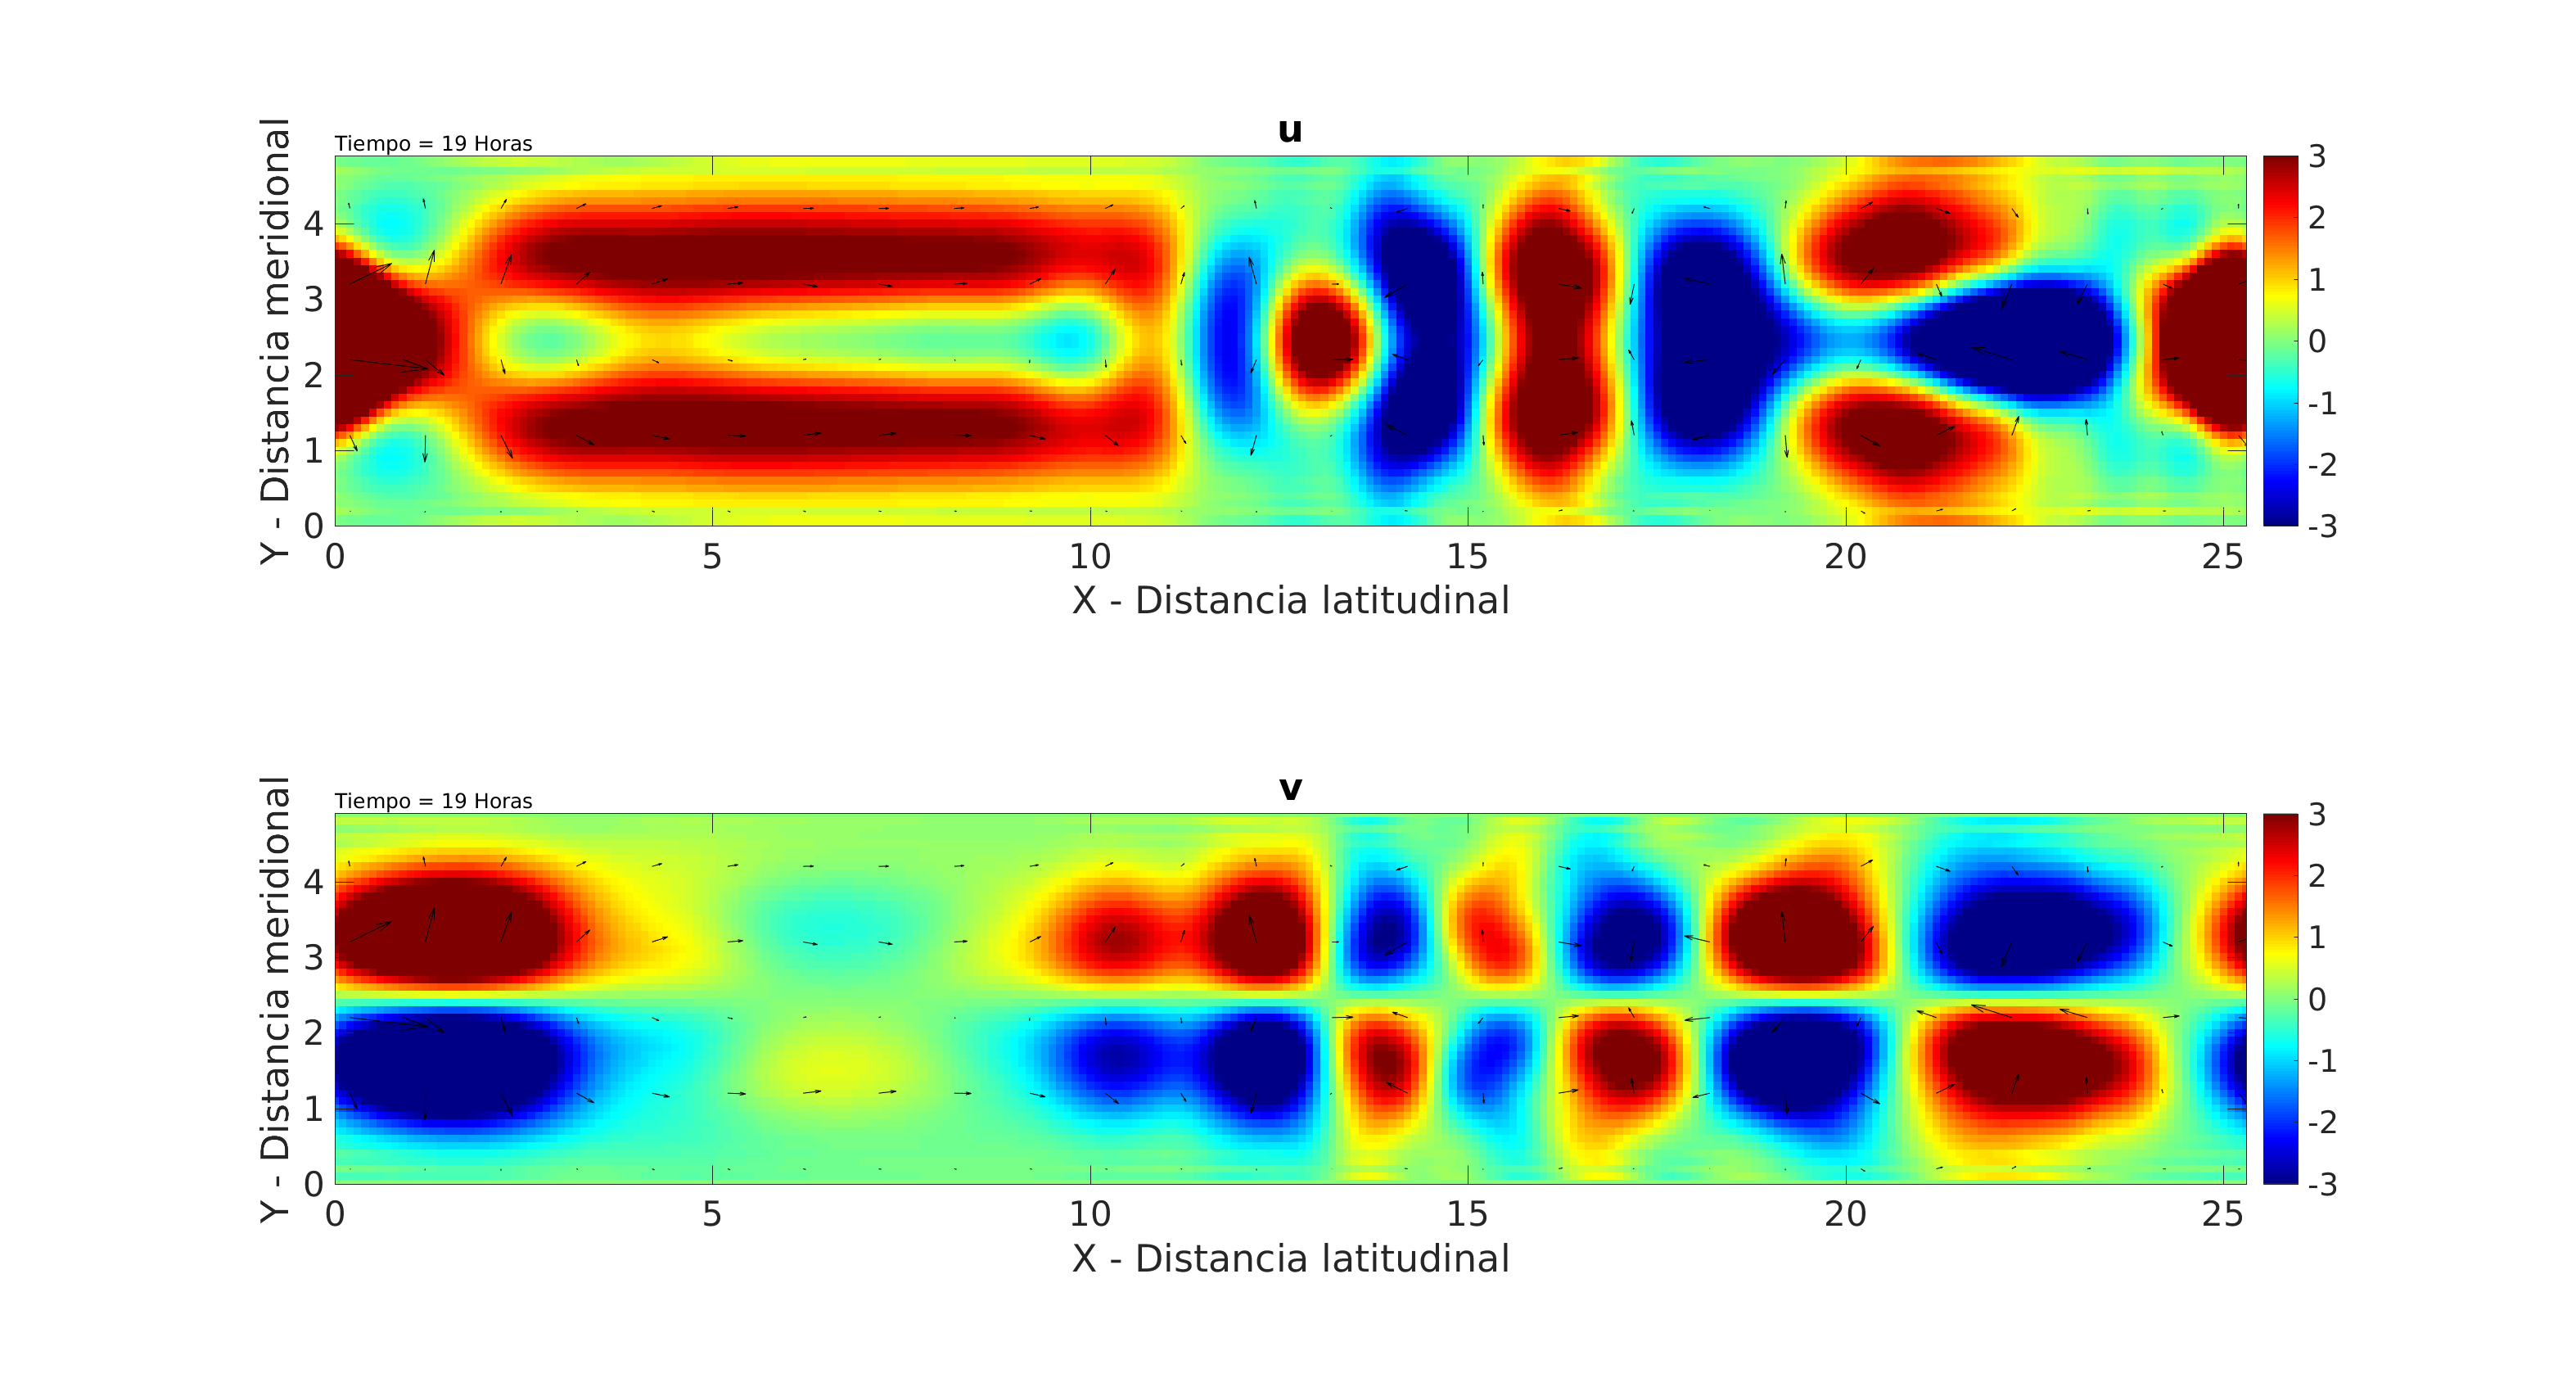 u
Tiempo = 19 Horas
Y - Distancia meridional
4
3
2
1
0
0 5 10 15 20 25
X - Distancia latitudinal
3
2
1
0
-1
-2
-3
v
Tiempo = 19 Horas
Y - Distancia meridional
4
3
2
1
0
0 5 10 15 20 25
X - Distancia latitudinal
3
2
1
0
-1
-2
-3